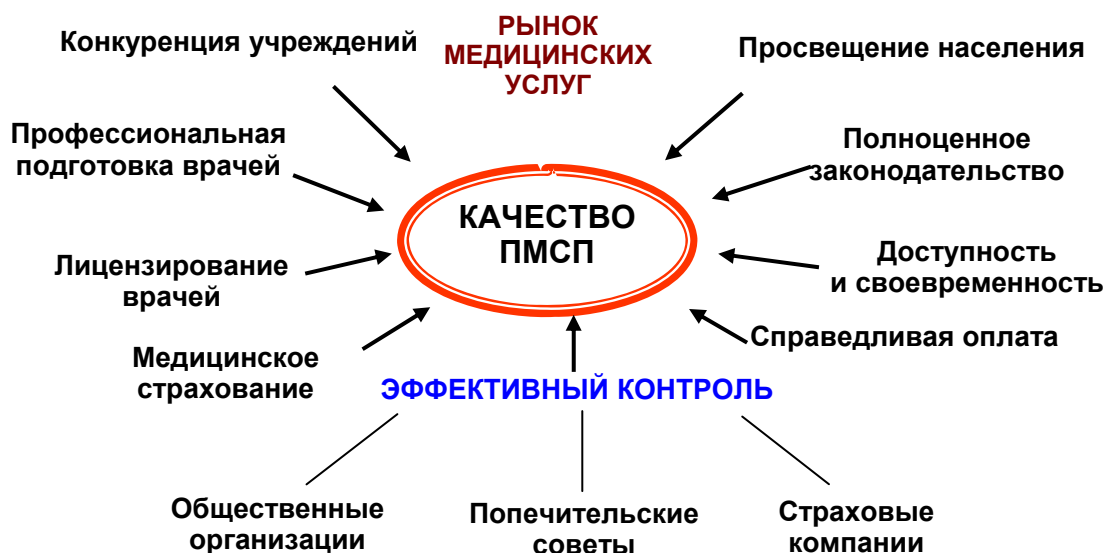 РЫНОК
МЕДИЦИНСКИХ
УСЛУГ
Конкуренция учреждений
Просвещение населения
Профессиональная
подготовка врачей
Полноценное
законодательство
КАЧЕСТВО
ПМСП
Лицензирование
врачей
Доступность
и своевременность
Медицинское
страхование
Справедливая оплата
ЭФФЕКТИВНЫЙ КОНТРОЛЬ
Общественные
организации
Попечительские
советы
Страховые
компании